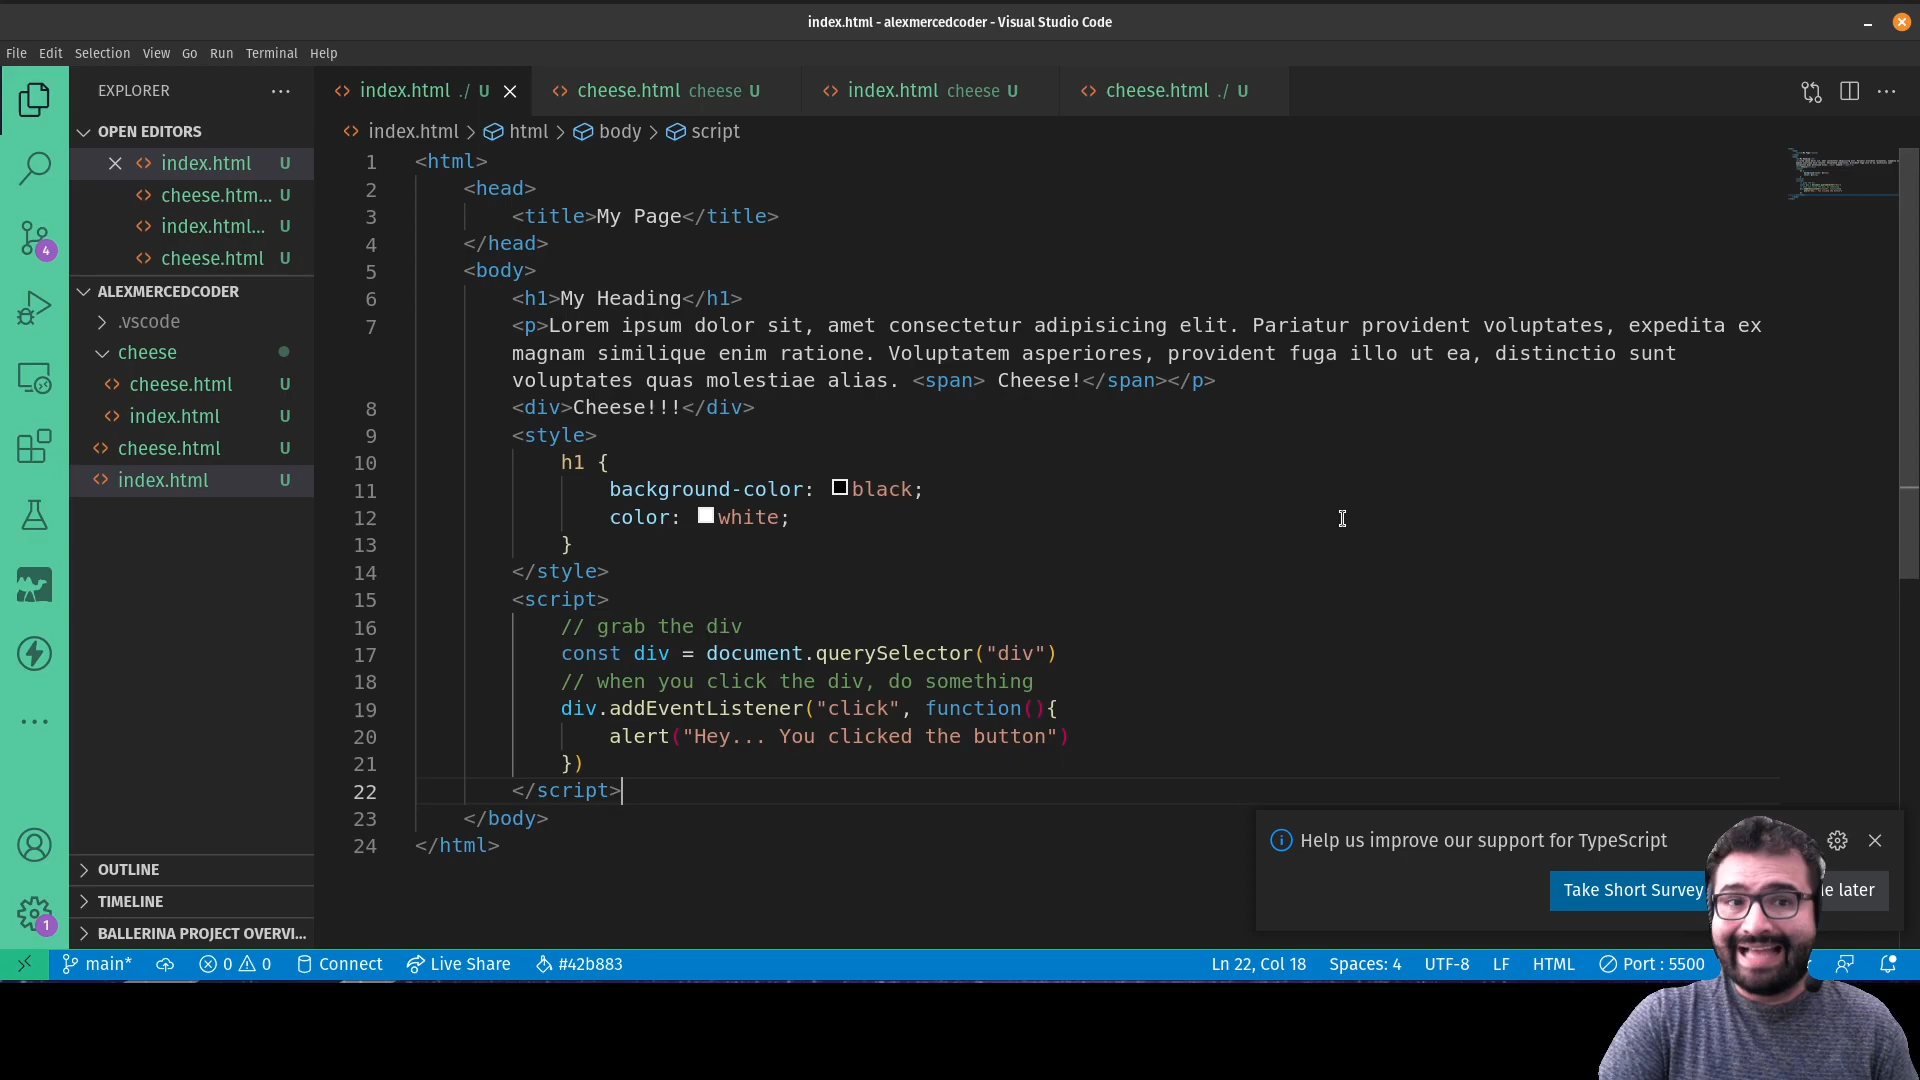 index.html - alexmercedcoder - Visual Studio Code
File Edit Selection View Go Run Terminal Help
EXPLORER
index.html ./ U
cheese.html cheese U
index.html cheese U
cheese.html ./ U
OPEN EDITORS
index.html U
cheese.htm... U
index.html... U
cheese.html U
ALEXMERCEDCODER
.vscode
cheese
cheese.html U
index.html U
cheese.html U
index.html U
OUTLINE
TIMELINE
BALLERINA PROJECT OVERVI...
4
1
index.html > html > body > script
1 <html>
2 <head>
3 <title>My Page</title>
4 </head>
5 <body>
6 <h1>My Heading</h1>
7 <p>Lorem ipsum dolor sit, amet consectetur adipisicing elit. Pariatur provident voluptates, expedita ex
magnam similique enim ratione. Voluptatem asperiores, provident fuga illo ut ea, distinctio sunt
voluptates quas molestiae alias. <span> Cheese!</span></p>
8 <div>Cheese!!!</div>
9 <style>
10 h1 {
11 background-color: black;
12 color: white;
13 }
14 </style>
15 <script>
16 // grab the div
17 const div = document.querySelector("div")
18 // when you click the div, do something
19 div.addEventListener("click", function(){
20 alert("Hey... You clicked the button")
21 })
22 </script>
23 </body>
24 </html>
Help us improve our support for TypeScript
Take Short Survey
later
main* 0 0 Connect Live Share #42b883 Ln 22, Col 18 Spaces: 4 UTF-8 LF HTML Port : 5500